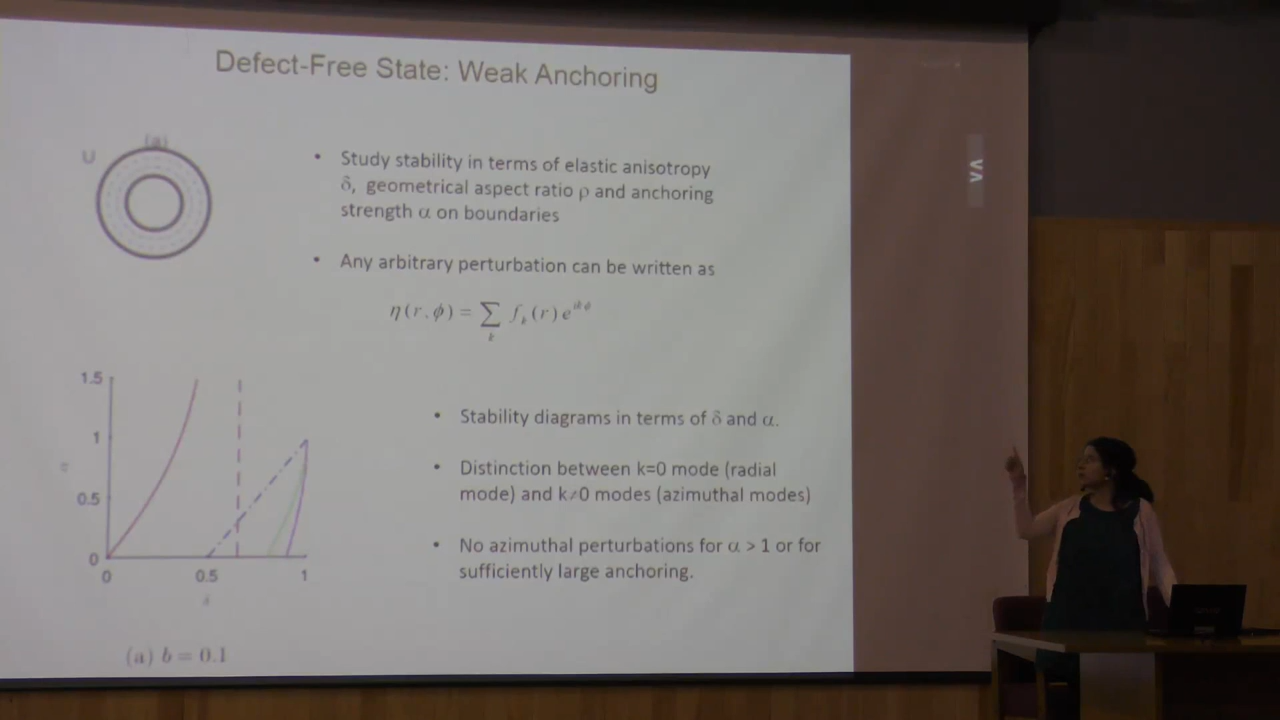 Defect-Free State: Weak Anchoring
(a)
U
• Study stability in terms of elastic anisotropy
δ, geometrical aspect ratio ρ and anchoring
strength α on boundaries
• Any arbitrary perturbation can be written as
η(r,φ) = ∑ f_k(r) e^{ikφ}
k
1.5
1
0.5
0
0 0.5 1
• Stability diagrams in terms of δ and α.
• Distinction between k=0 mode (radial
mode) and k≠0 modes (azimuthal modes)
• No azimuthal perturbations for α > 1 or for
sufficiently large anchoring.
(a) b = 0.1